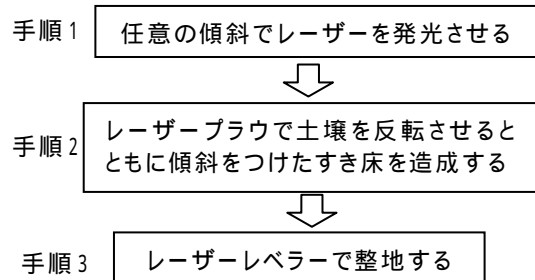 手順1 任意の傾斜でレーザーを発光させる
手順2 レーザープラウで土壌を反転させると
ともに傾斜をつけたすき床を造成する
手順3 レーザーレベラーで整地する